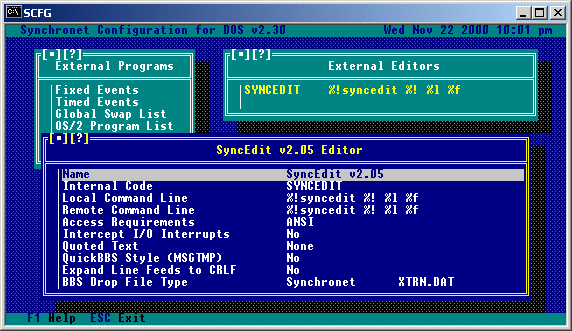 SCFG
Synchronet Configuration for DOS v2.30 Wed Nov 22 2000 10:01 pm
[■][?]
External Programs
Fixed Events
Timed Events
Global Swap List
OS/2 Program List
[■][?]
External Editors
SYNCEDIT %!syncedit %! %l %f
[■][?]
SyncEdit v2.05 Editor
Name SyncEdit v2.05
Internal Code SYNCEDIT
Local Command Line %!syncedit %! %l %f
Remote Command Line %!syncedit %! %l %f
Access Requirements ANSI
Intercept I/O Interrupts No
Quoted Text None
QuickBBS Style (MSGTMP) No
Expand Line Feeds to CRLF No
BBS Drop File Type Synchronet XTRN.DAT
F1 Help ESC Exit